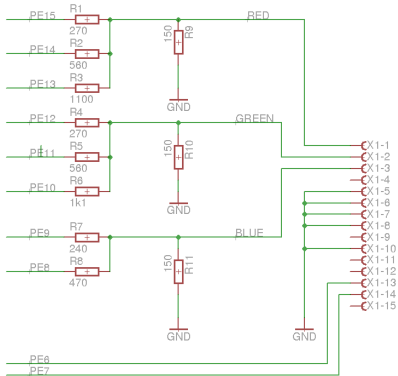 PE15 R1 270
RED
R9 150
PE14 R2 560
PE13 R3 1100
GND
PE12 R4 270
GREEN
R10 150
PE11 R5 560
PE10 R6 1k1
GND
PE9 R7 240
BLUE
R11 150
PE8 R8 470
GND
GND
X1-1
X1-2
X1-3
X1-4
X1-5
X1-6
X1-7
X1-8
X1-9
X1-10
X1-11
X1-12
X1-13
X1-14
X1-15
PE6
PE7